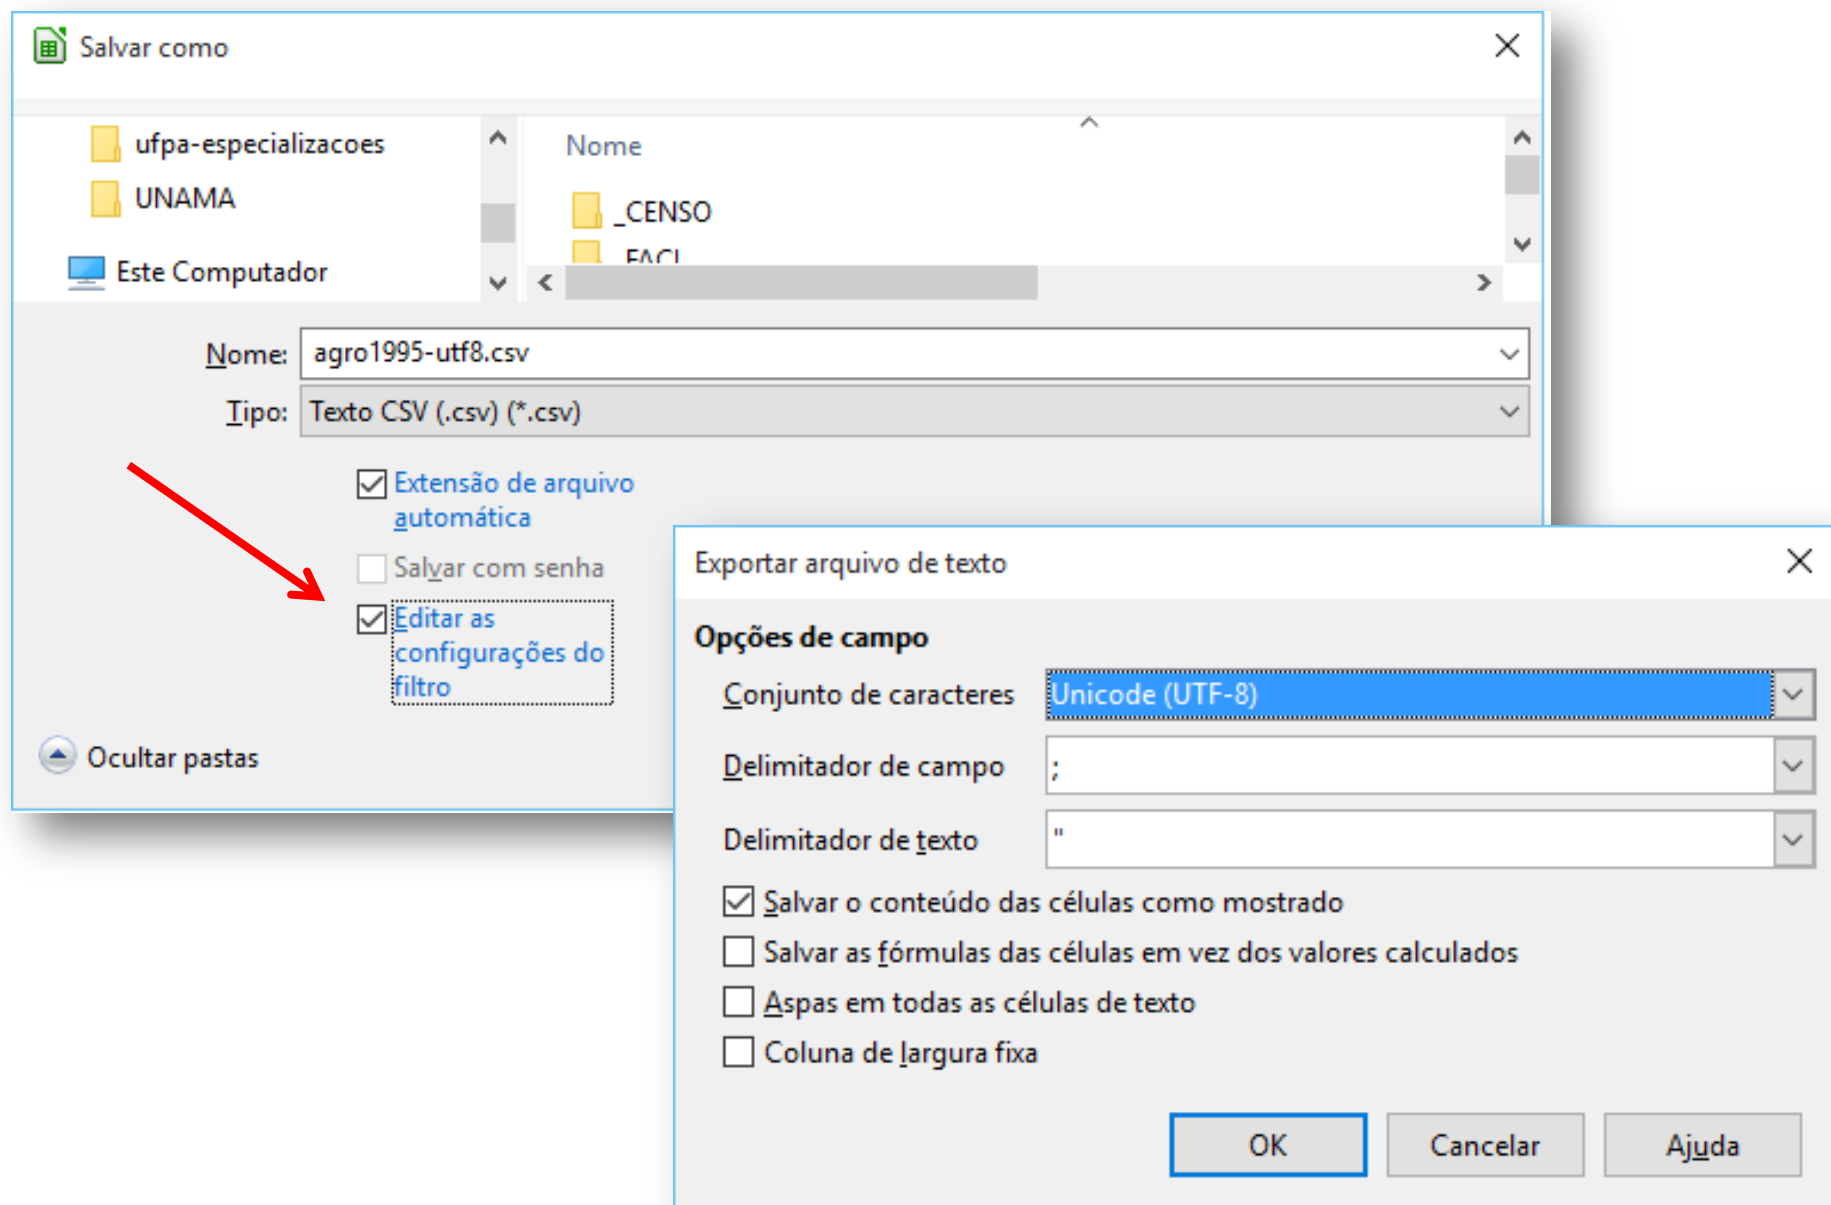 Salvar como
ufpa-especializacoes
UNAMA
Este Computador
Nome
_CENSO
FACI
Nome: agro1995-utf8.csv
Tipo: Texto CSV (.csv) (*.csv)
Extensão de arquivo
automática
Salvar com senha
Editar as
configurações do
filtro
Ocultar pastas
Exportar arquivo de texto
Opções de campo
Conjunto de caracteres Unicode (UTF-8)
Delimitador de campo ;
Delimitador de texto "
Salvar o conteúdo das células como mostrado
Salvar as fórmulas das células em vez dos valores calculados
Aspas em todas as células de texto
Coluna de largura fixa
OK Cancelar Ajuda